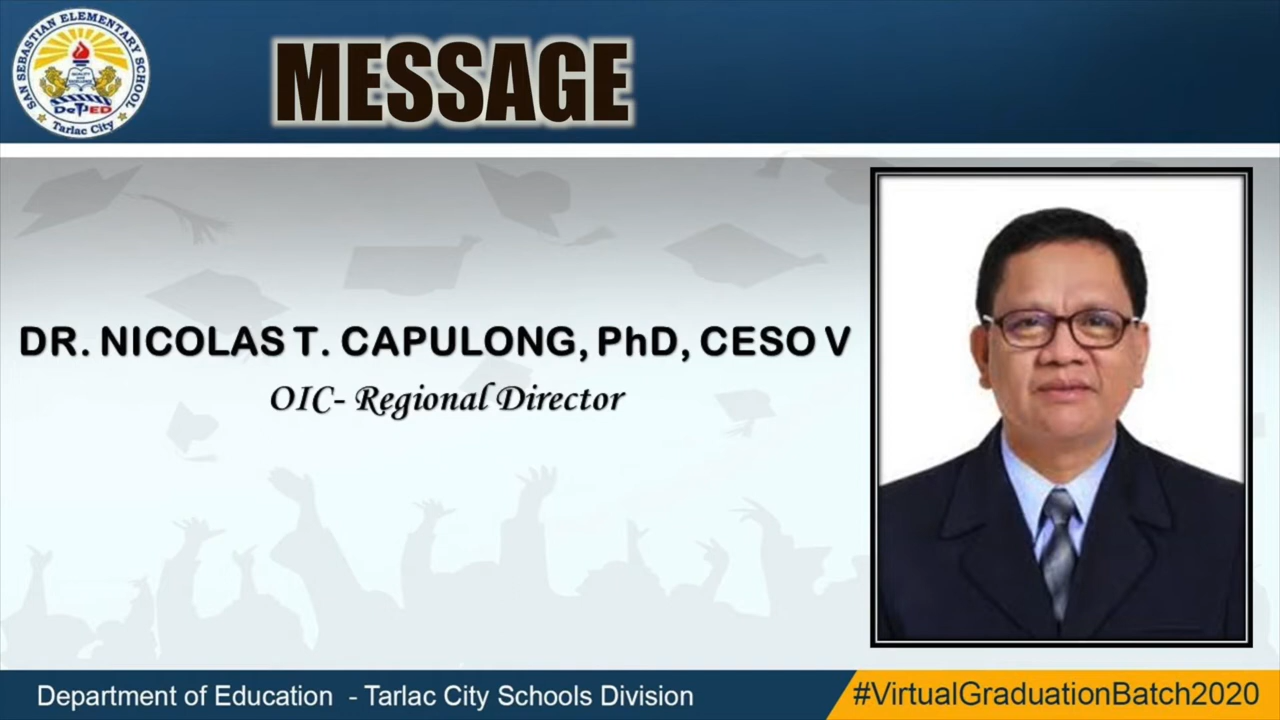 SAN SEBASTIAN ELEMENTARY SCHOOL
DepED
Tarlac City
MESSAGE
DR. NICOLAS T. CAPULONG, PhD, CESO V
OIC- Regional Director
Department of Education - Tarlac City Schools Division
#VirtualGraduationBatch2020